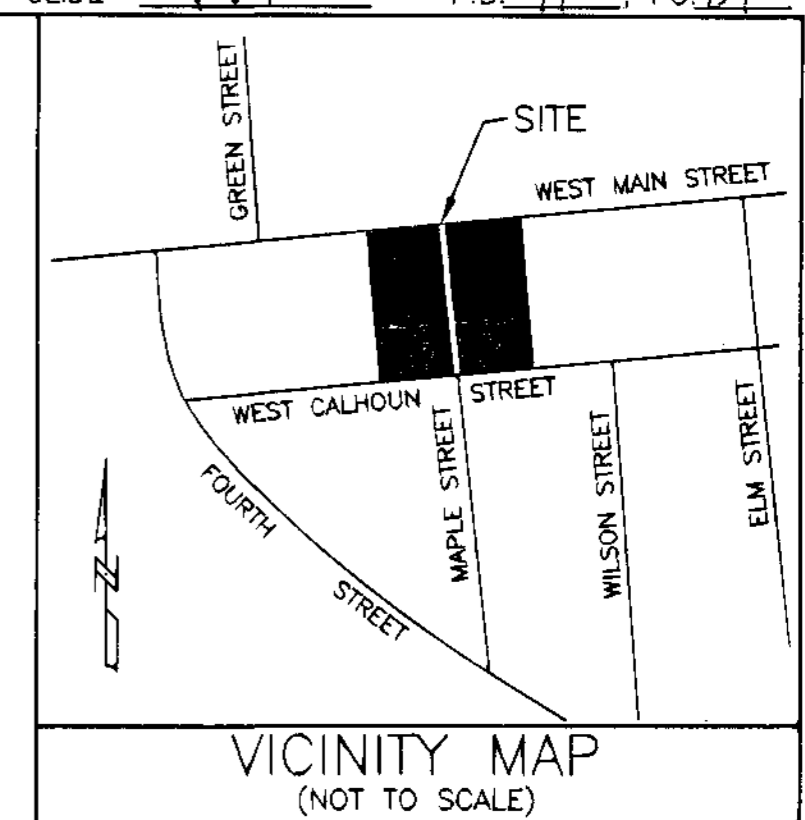 GREEN STREET
SITE
WEST MAIN STREET
WEST CALHOUN STREET
FOURTH STREET
MAPLE STREET
WILSON STREET
ELM STREET
N
VICINITY MAP
(NOT TO SCALE)